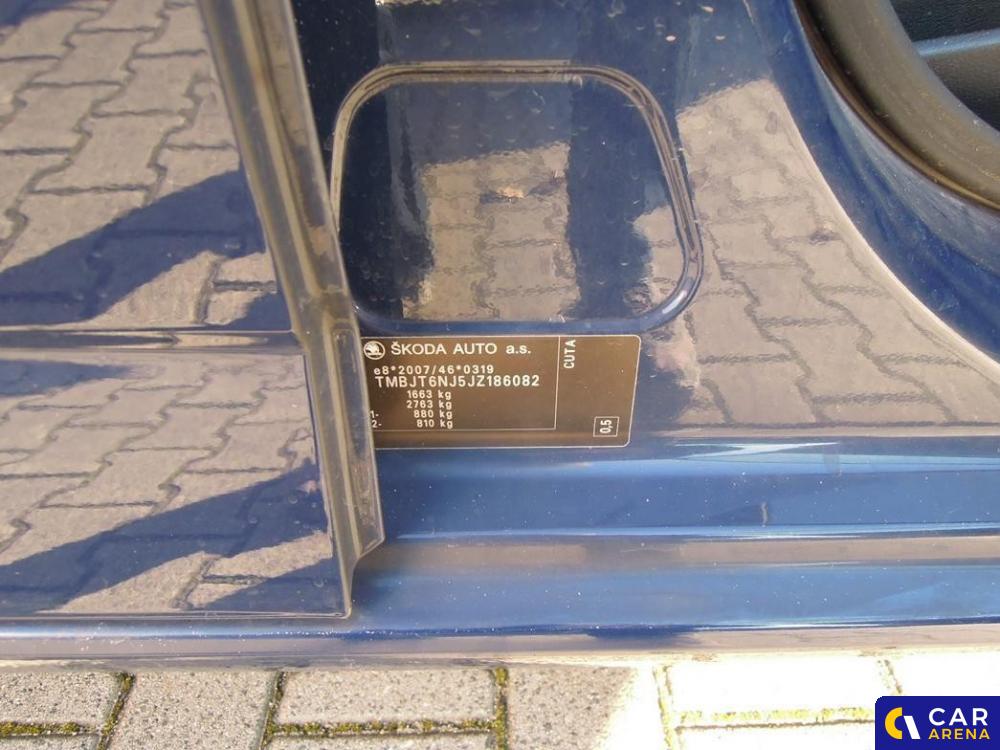 ŠKODA AUTO a.s.
e8*2007/46*0319
TMBJT6NJ5JZ186082
1663 kg
2763 kg
1- 880 kg
2- 810 kg
CUTA
0,5
CAR
ARENA